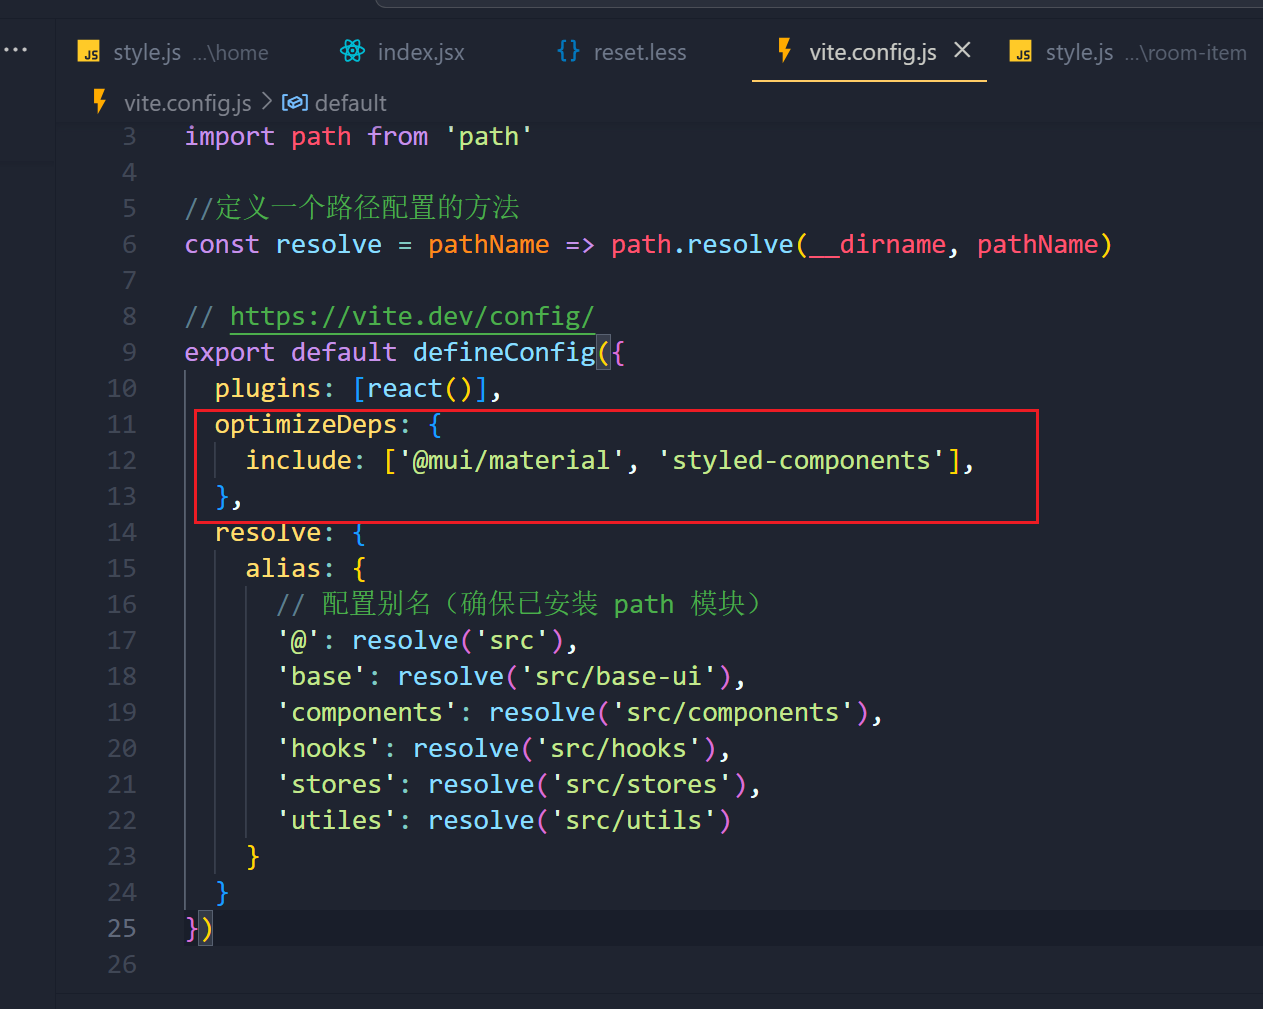 ··· JS style.js ...\home index.jsx {} reset.less vite.config.js × JS style.js ...\room-item
vite.config.js > default
3 import path from 'path'
4
5 //定义一个路径配置的方法
6 const resolve = pathName => path.resolve(__dirname, pathName)
7
8 // https://vite.dev/config/
9 export default defineConfig({
10 plugins: [react()],
11 optimizeDeps: {
12 include: ['@mui/material', 'styled-components'],
13 },
14 resolve: {
15 alias: {
16 // 配置别名（确保已安装 path 模块）
17 '@': resolve('src'),
18 'base': resolve('src/base-ui'),
19 'components': resolve('src/components'),
20 'hooks': resolve('src/hooks'),
21 'stores': resolve('src/stores'),
22 'utiles': resolve('src/utils')
23 }
24 }
25 })
26